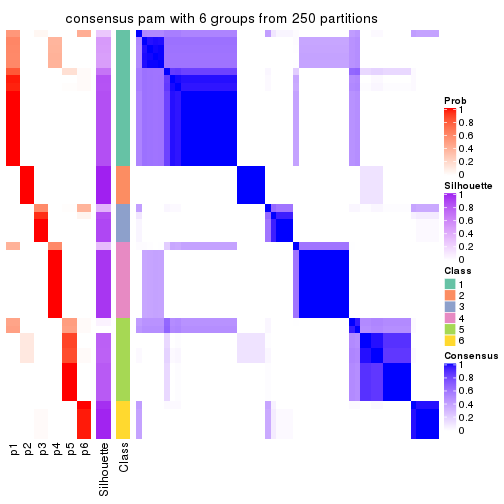 consensus pam with 6 groups from 250 partitions
Prob
1
0.8
0.6
0.4
0.2
0
Silhouette
1
0.8
0.6
0.4
0.2
0
Class
1
2
3
4
5
6
Consensus
1
0.8
0.6
0.4
0.2
0
p1
p2
p3
p4
p5
p6
Silhouette
Class